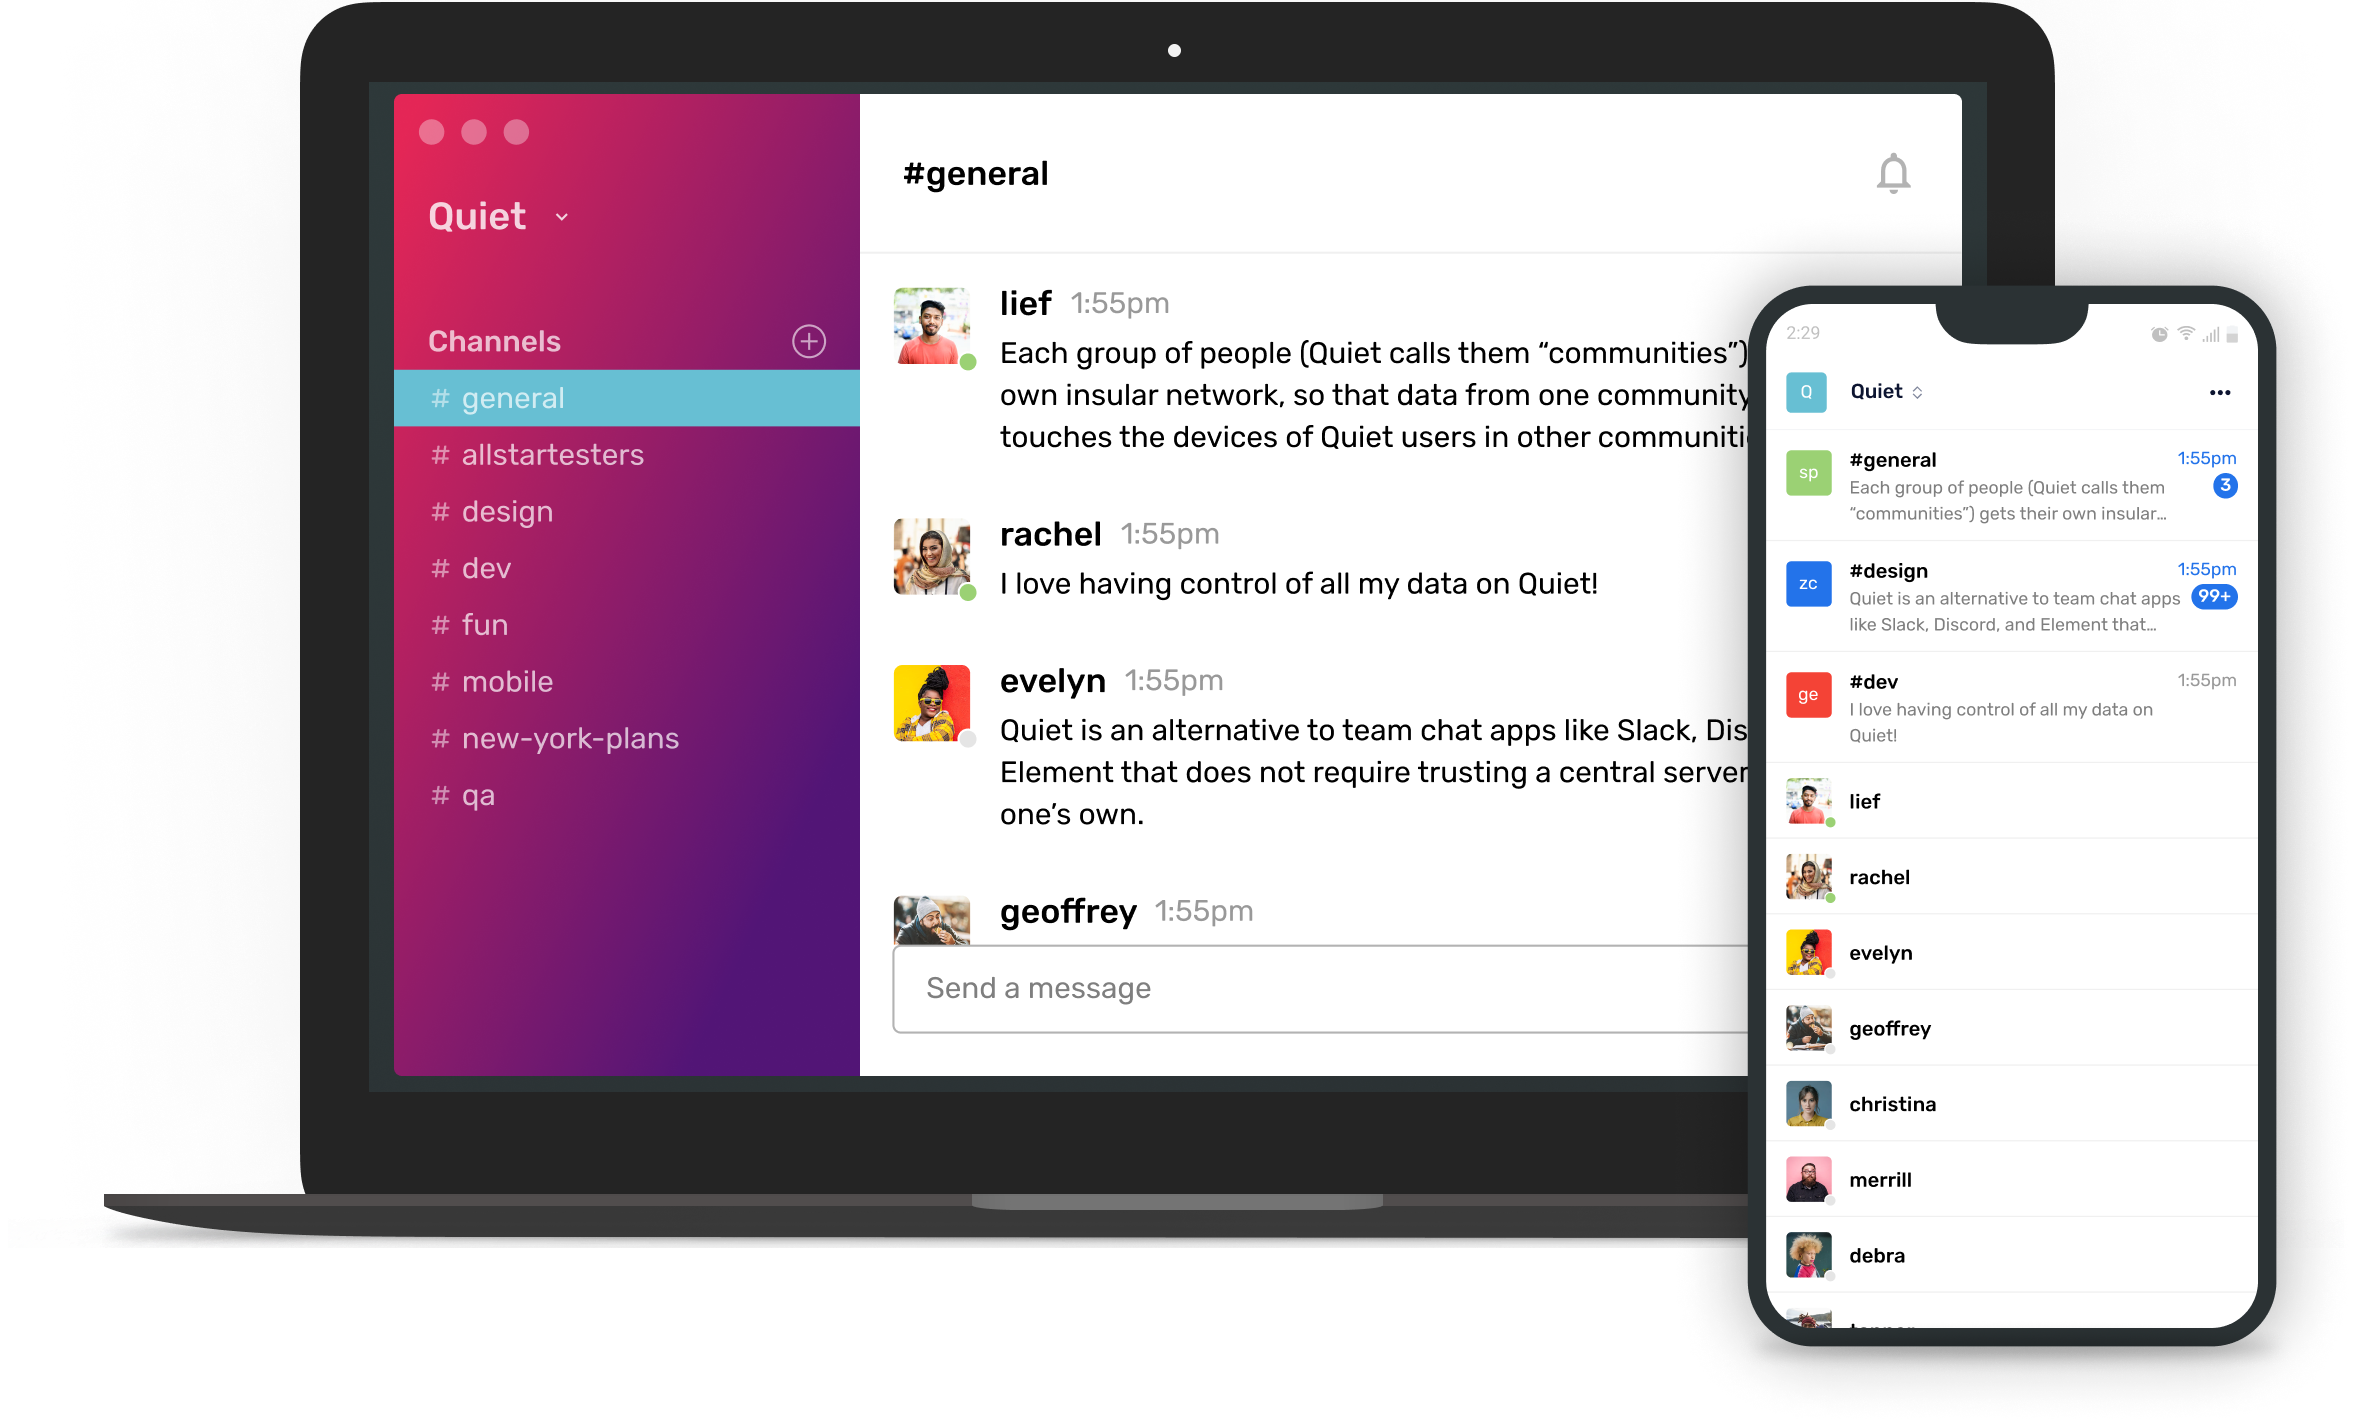 Quiet
Channels
# general
# allstartesters
# design
# dev
# fun
# mobile
# new-york-plans
# qa
#general
lief 1:55pm
Each group of people (Quiet calls them “communities”)
own insular network, so that data from one community
touches the devices of Quiet users in other
rachel 1:55pm
I love having control of all my data on Quiet!
evelyn 1:55pm
Quiet is an alternative to team chat apps like Slack,
Element that does not require trusting a central server
one’s own.
geoffrey 1:55pm
Send a message
2:29
Q Quiet
sp #general 1:55pm
Each group of people (Quiet calls them 3
“communities”) gets their own insular...
zc #design 1:55pm
Quiet is an alternative to team chat apps 99+
like Slack, Discord, and Element that...
ge #dev 1:55pm
I love having control of all my data on
Quiet!
lief
rachel
evelyn
geoffrey
christina
merrill
debra